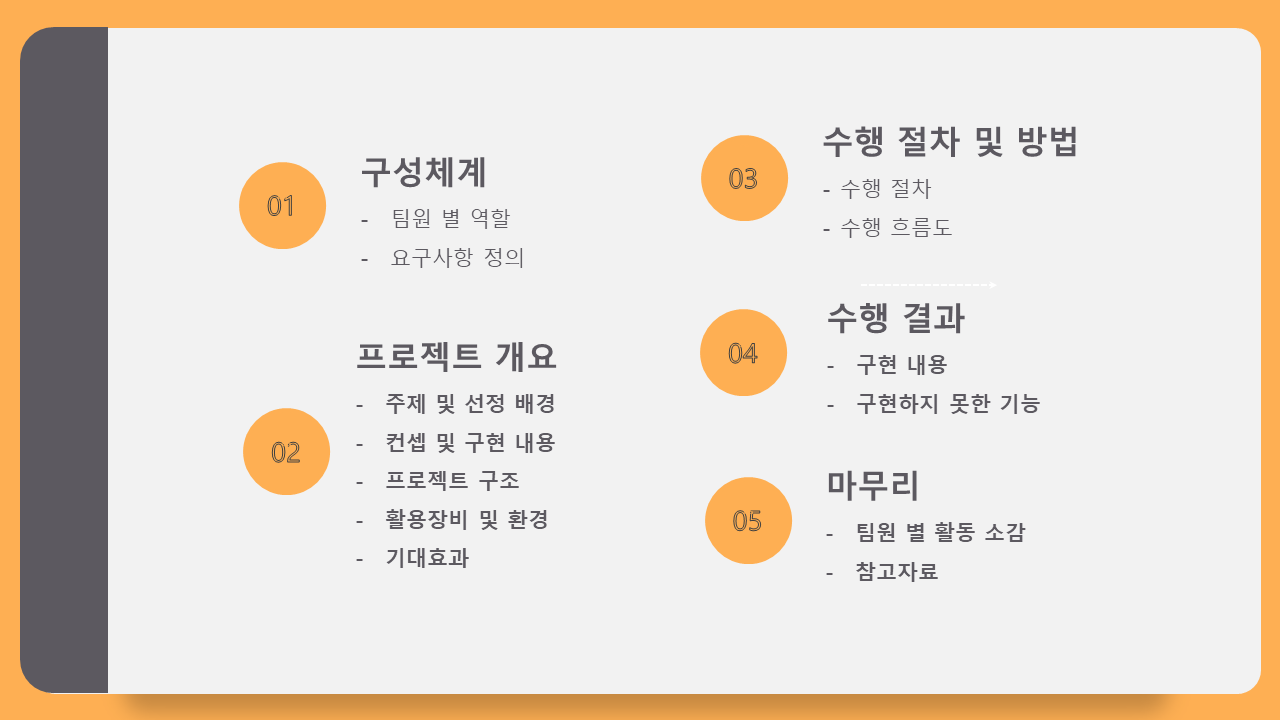 01
구성체계
- 팀원 별 역할
- 요구사항 정의
02
프로젝트 개요
- 주제 및 선정 배경
- 컨셉 및 구현 내용
- 프로젝트 구조
- 활용장비 및 환경
- 기대효과
03
수행 절차 및 방법
- 수행 절차
- 수행 흐름도
04
수행 결과
- 구현 내용
- 구현하지 못한 기능
05
마무리
- 팀원 별 활동 소감
- 참고자료